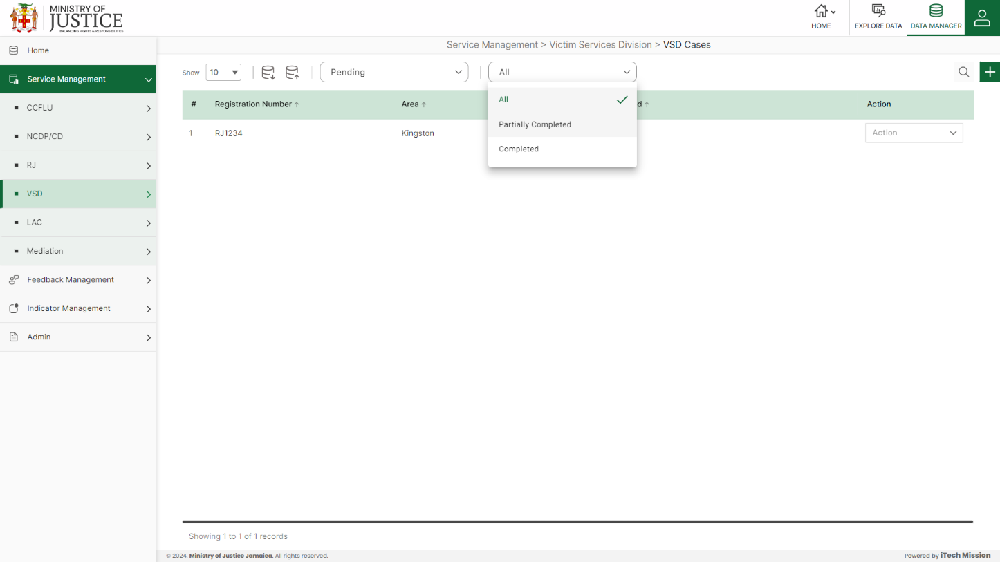 MINISTRY OF
JUSTICE
BALANCING RIGHTS & RESPONSIBILITIES
HOME
EXPLORE DATA
DATA MANAGER
Home
Service Management
CCFLU
NCDP/CD
RJ
VSD
LAC
Mediation
Feedback Management
Indicator Management
Admin
Service Management > Victim Services Division > VSD Cases
Show 10
Pending
All
All
Partially Completed
Completed
# Registration Number Area d Action
1 RJ1234 Kingston Action
Showing 1 to 1 of 1 records
© 2024. Ministry of Justice Jamaica. All rights reserved.
Powered by iTech Mission